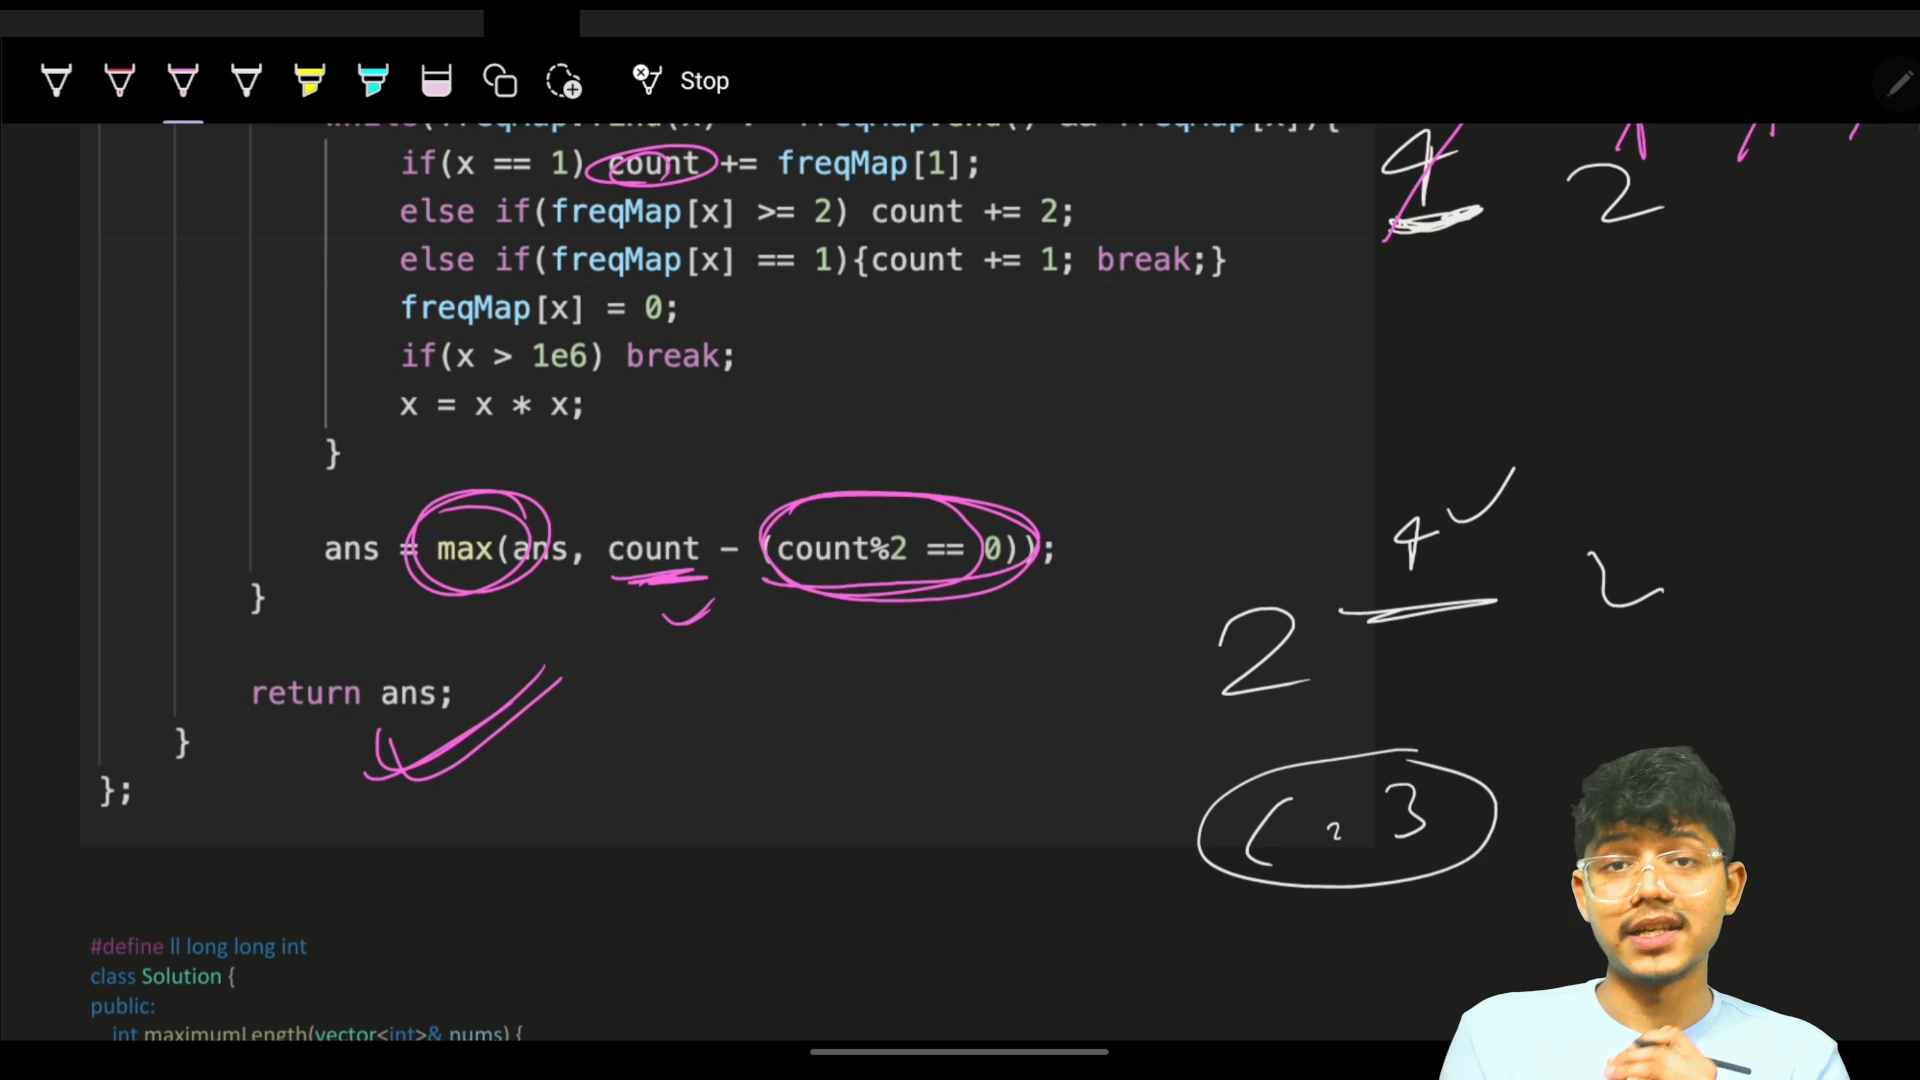 Stop
if(x == 1) count += freqMap[1];
4 2
else if(freqMap[x] >= 2) count += 2;
else if(freqMap[x] == 1){count += 1; break;}
freqMap[x] = 0;
if(x > 1e6) break;
x = x * x;
}
ans = max(ans, count - (count%2 == 0));
4
2
2
}
return ans;
}
3
};
#define ll long long int
class Solution {
public:
int maximumLength(vector<int>& nums) {